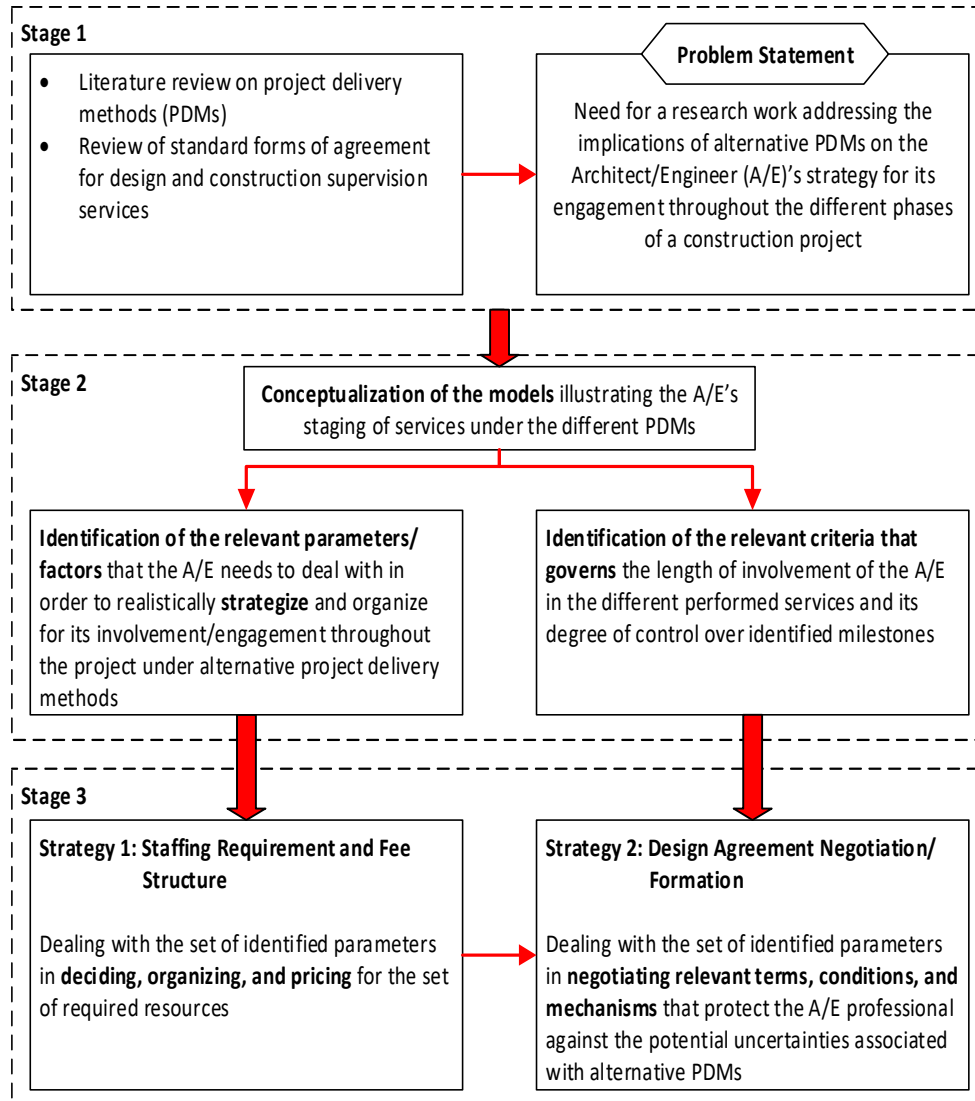 Stage 1
• Literature review on project delivery
methods (PDMs)
• Review of standard forms of agreement
for design and construction supervision
services
Problem Statement
Need for a research work addressing the
implications of alternative PDMs on the
Architect/Engineer (A/E)’s strategy for its
engagement throughout the different phases
of a construction project
Stage 2
Conceptualization of the models illustrating the A/E’s
staging of services under the different PDMs
Identification of the relevant parameters/
factors that the A/E needs to deal with in
order to realistically strategize and organize
for its involvement/engagement throughout
the project under alternative project delivery
methods
Identification of the relevant criteria that
governs the length of involvement of the A/E
in the different performed services and its
degree of control over identified milestones
Stage 3
Strategy 1: Staffing Requirement and Fee
Structure
Dealing with the set of identified parameters
in deciding, organizing, and pricing for the set
of required resources
Strategy 2: Design Agreement Negotiation/
Formation
Dealing with the set of identified parameters
in negotiating relevant terms, conditions, and
mechanisms that protect the A/E professional
against the potential uncertainties associated
with alternative PDMs